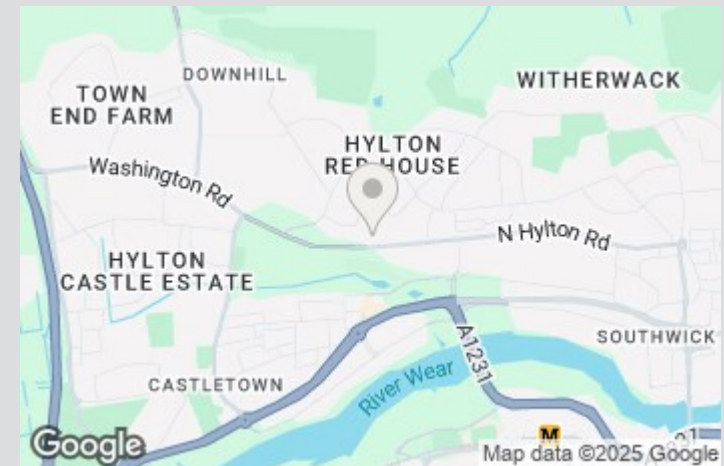 DOWNHILL
WITHERWACK
TOWN
END FARM
HYLTON
RED HOUSE
Washington Rd
N Hylton Rd
HYLTON
CASTLE ESTATE
A1231
SOUTHWICK
CASTLETOWN
River Wear
M
Google
Map data ©2025 Google